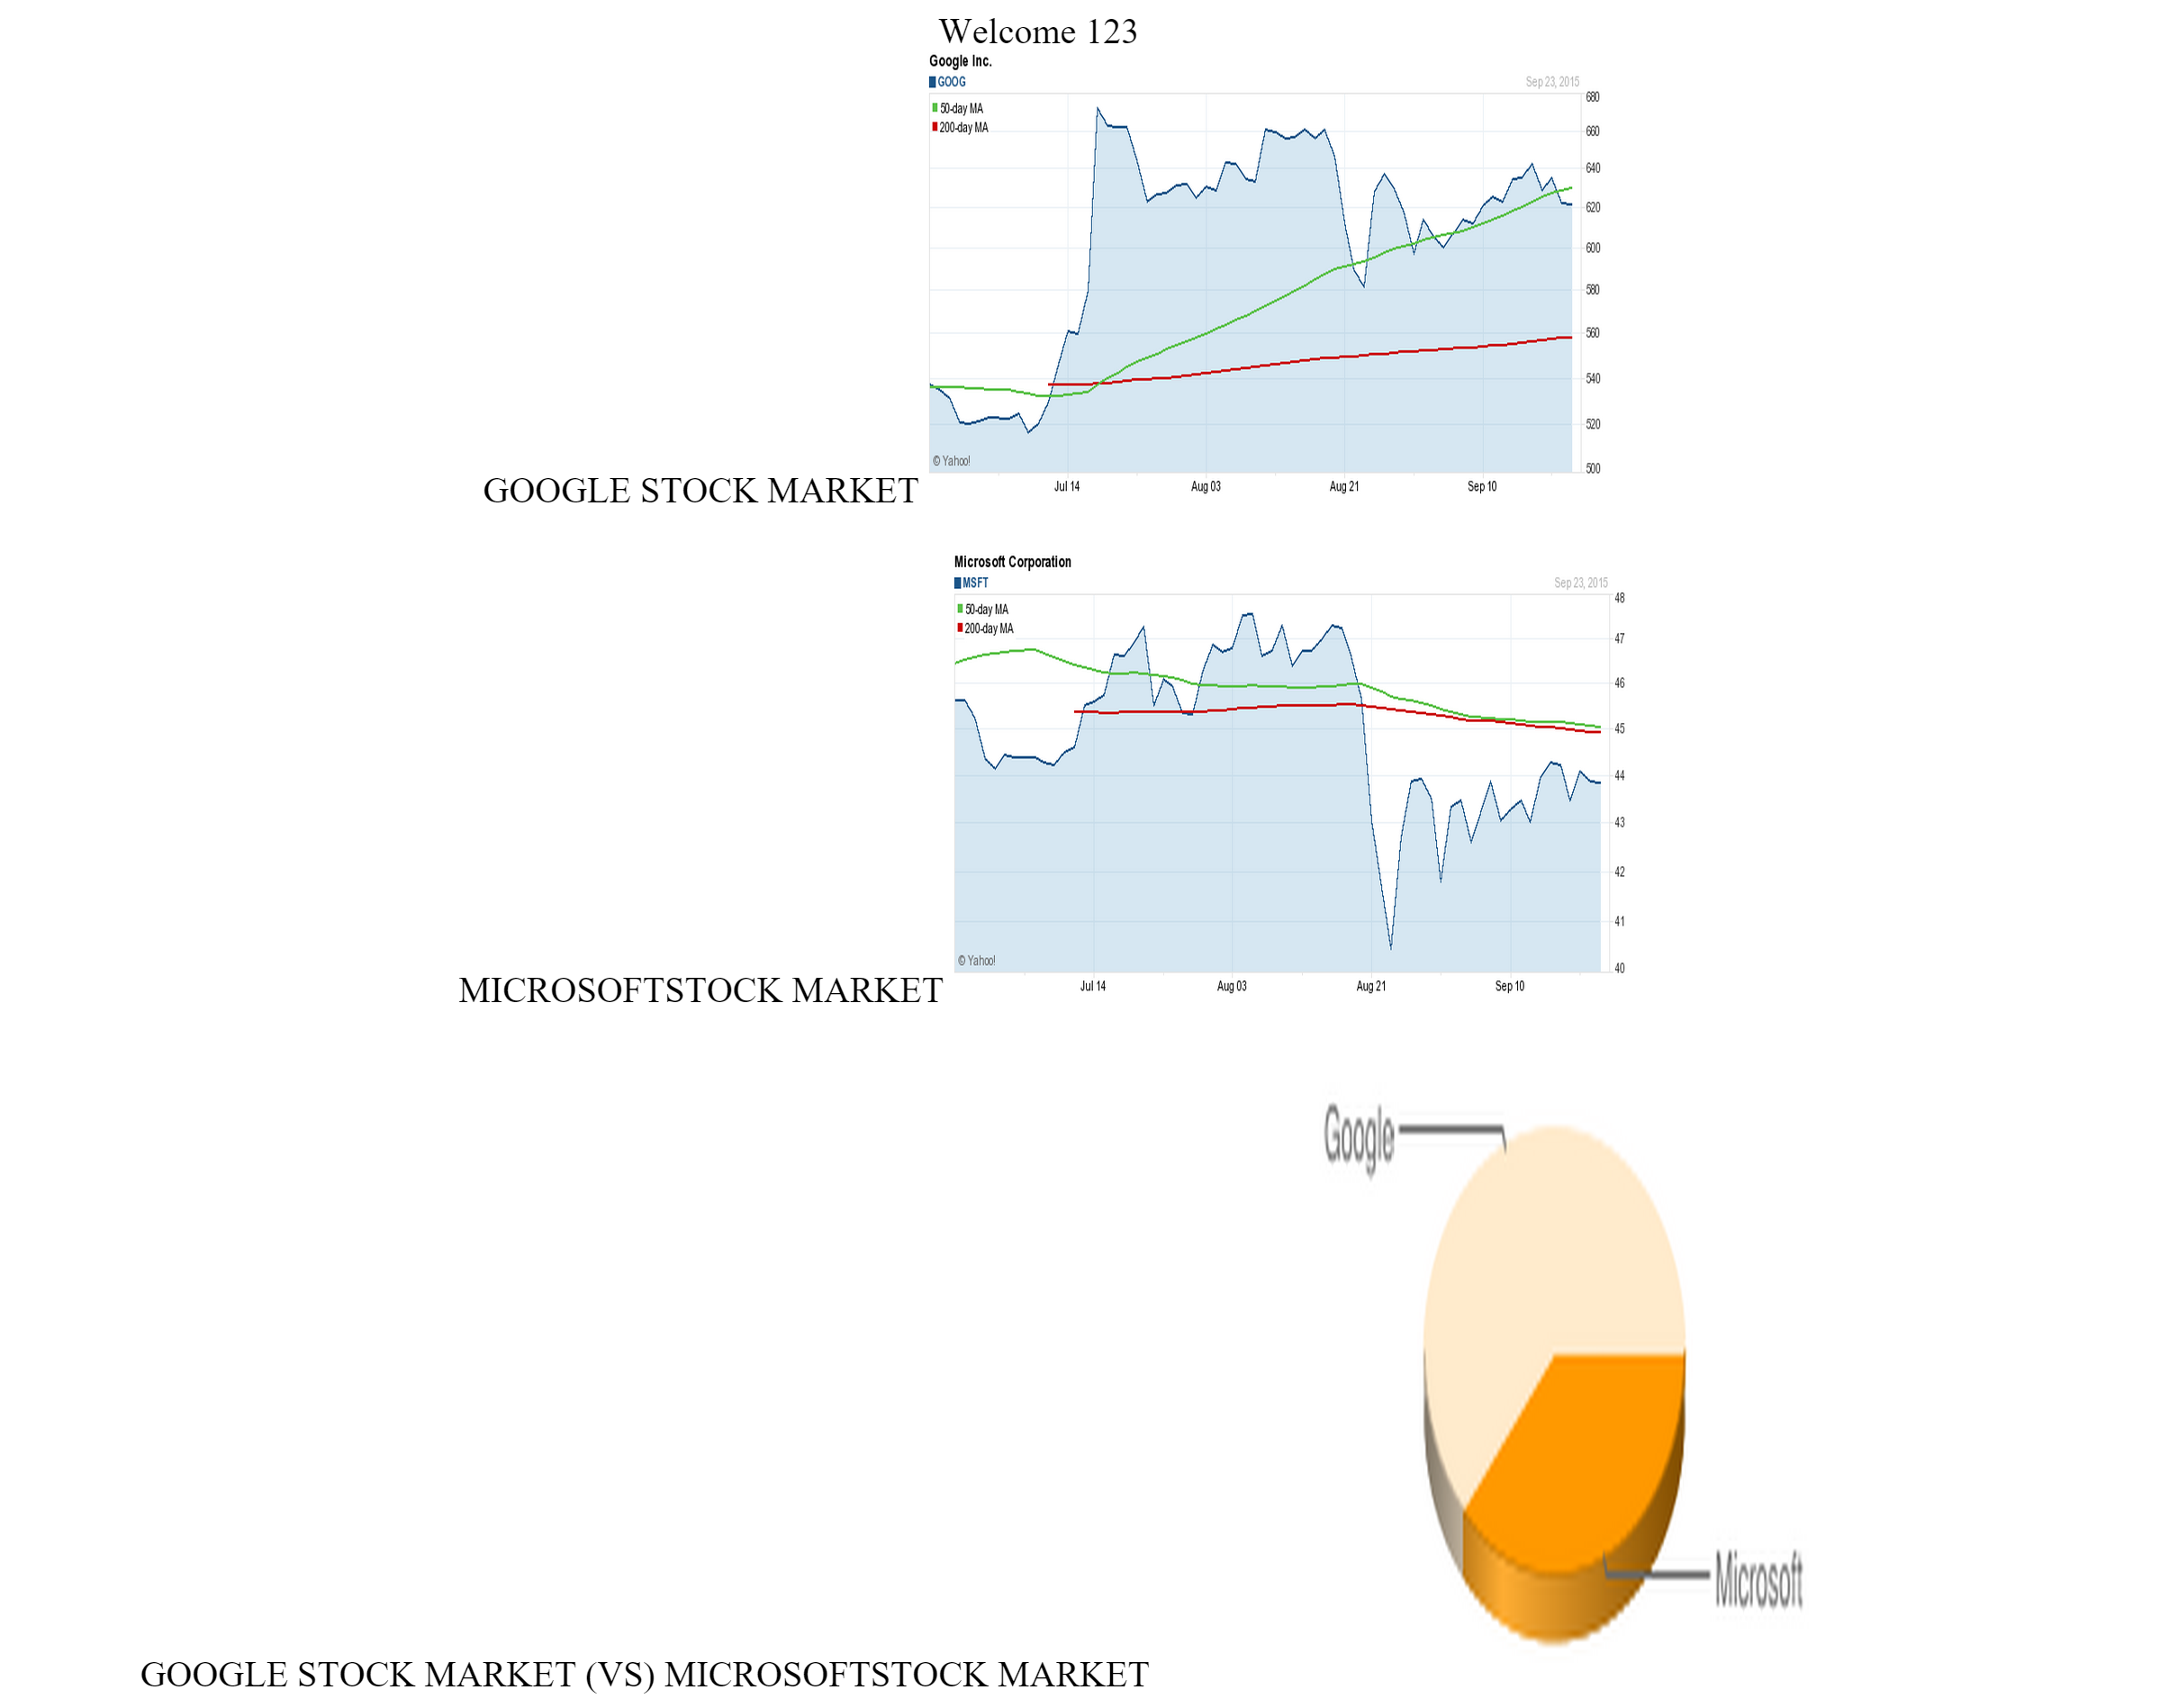 Welcome 123
Google Inc.
GOOG
Sep 23, 2015
50-day MA
200-day MA
680
660
640
620
600
580
560
540
520
500
© Yahoo!
Jul 14 Aug 03 Aug 21 Sep 10
GOOGLE STOCK MARKET
Microsoft Corporation
MSFT
Sep 23, 2015
50-day MA
200-day MA
48
47
46
45
44
43
42
41
40
© Yahoo!
Jul 14 Aug 03 Aug 21 Sep 10
MICROSOFTSTOCK MARKET
Google
Microsoft
GOOGLE STOCK MARKET (VS) MICROSOFTSTOCK MARKET